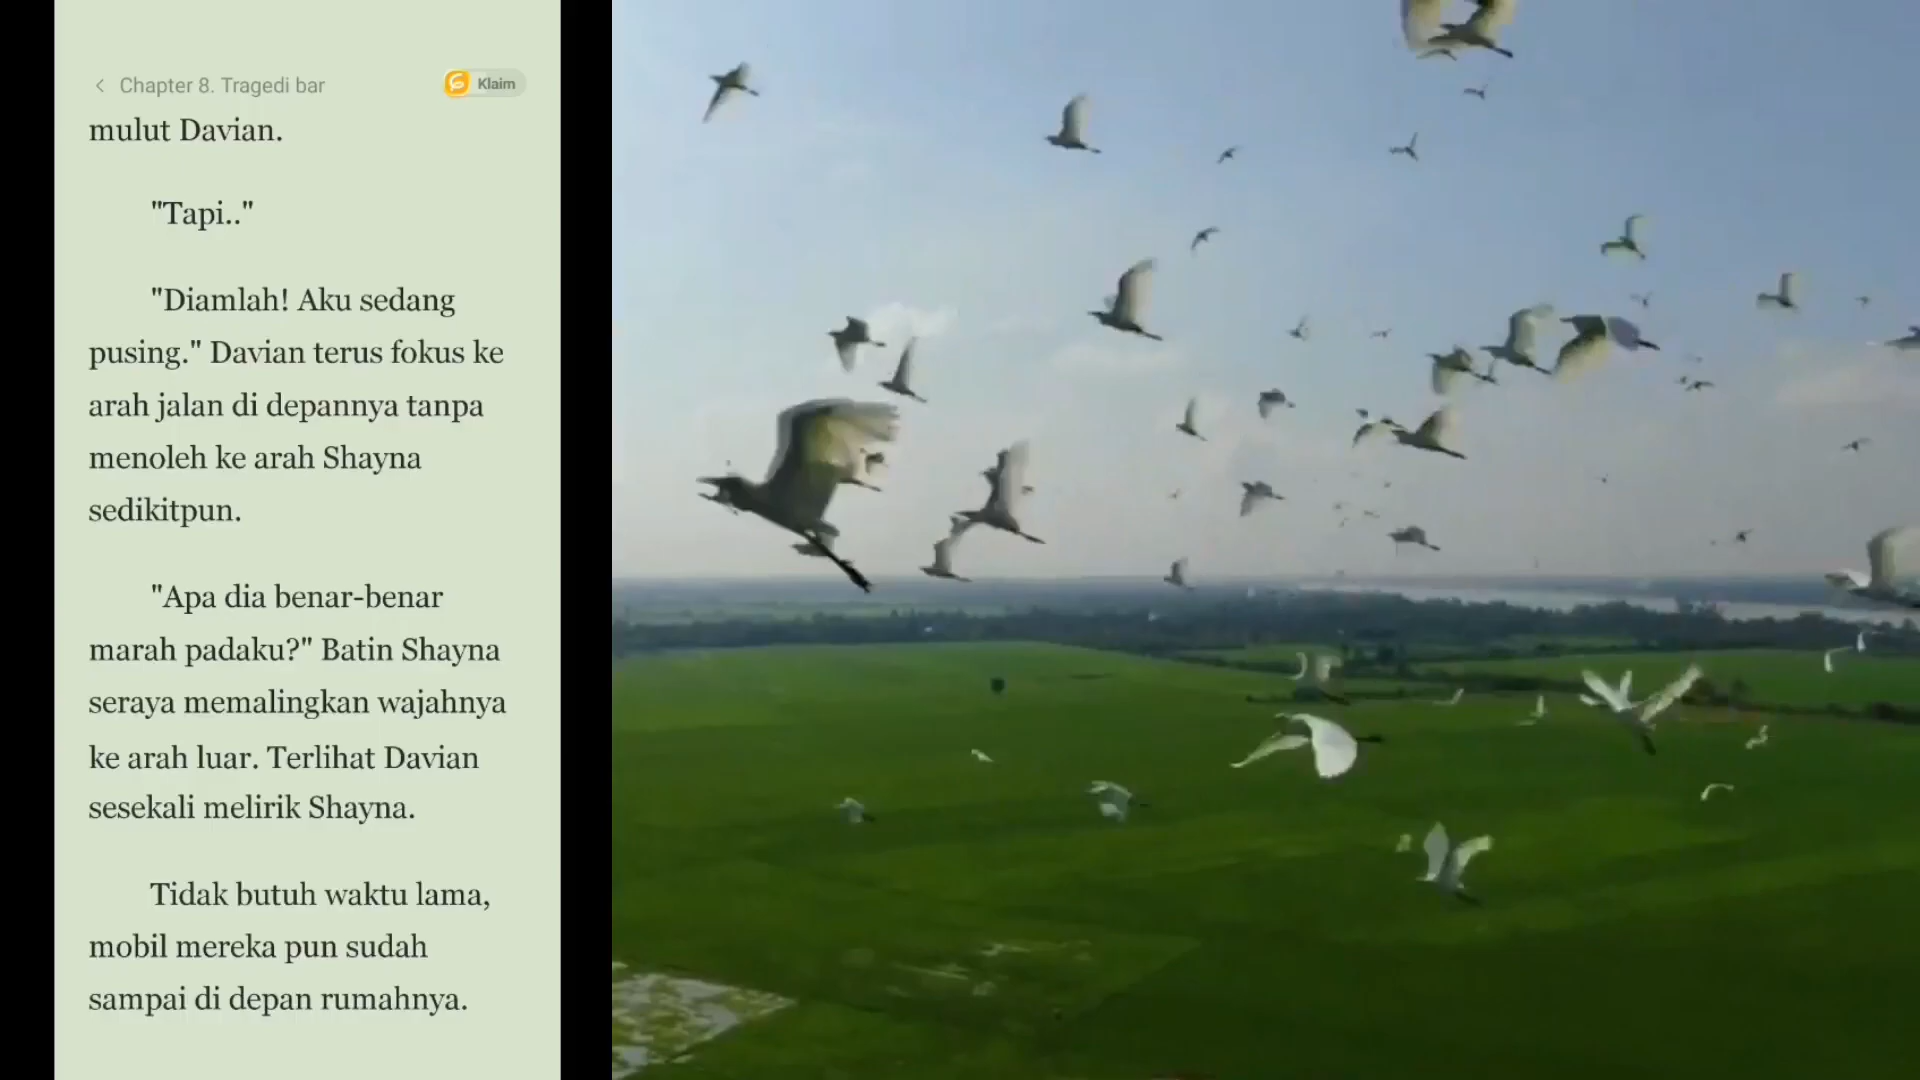 Chapter 8. Tragedi bar
Klaim
mulut Davian.
"Tapi.."
"Diamlah! Aku sedang
pusing." Davian terus fokus ke
arah jalan di depannya tanpa
menoleh ke arah Shayna
sedikitpun.
"Apa dia benar-benar
marah padaku?" Batin Shayna
seraya memalingkan wajahnya
ke arah luar. Terlihat Davian
sesekali melirik Shayna.
Tidak butuh waktu lama,
mobil mereka pun sudah
sampai di depan rumahnya.